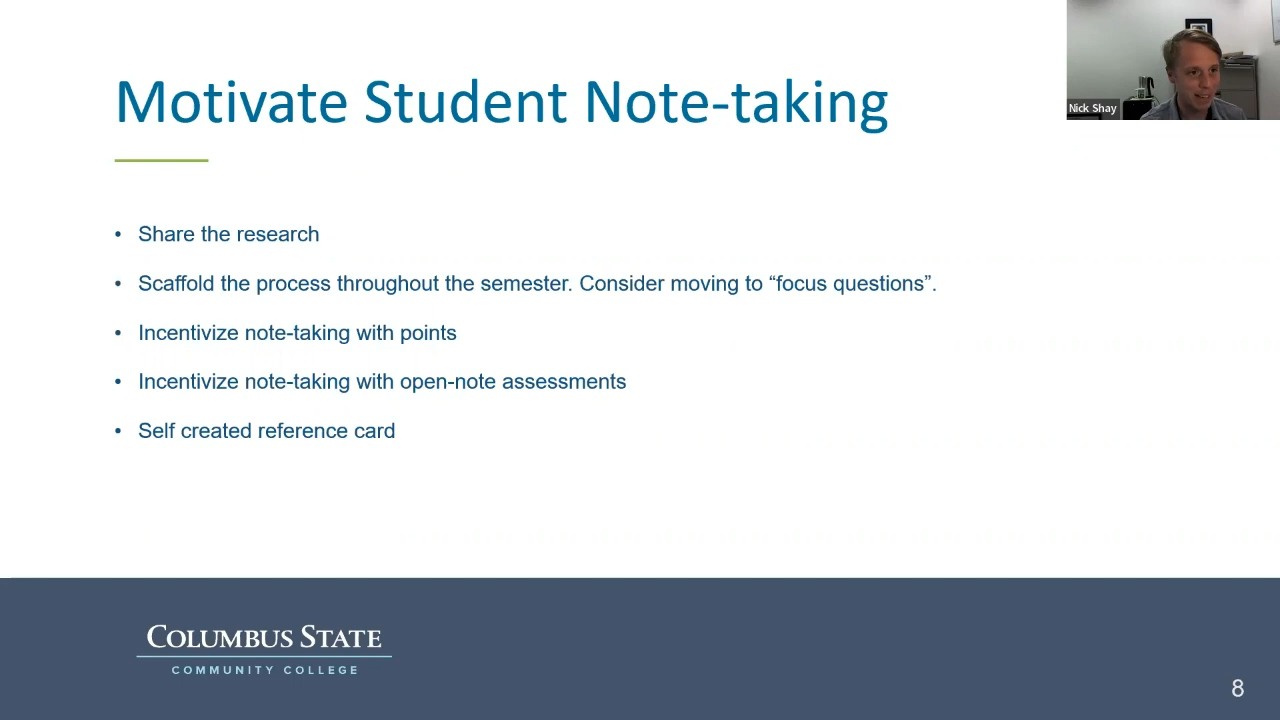 Motivate Student Note-taking
Nick Shay
• Share the research
• Scaffold the process throughout the semester. Consider moving to “focus questions”.
• Incentivize note-taking with points
• Incentivize note-taking with open-note assessments
• Self created reference card
COLUMBUS STATE
COMMUNITY COLLEGE
8